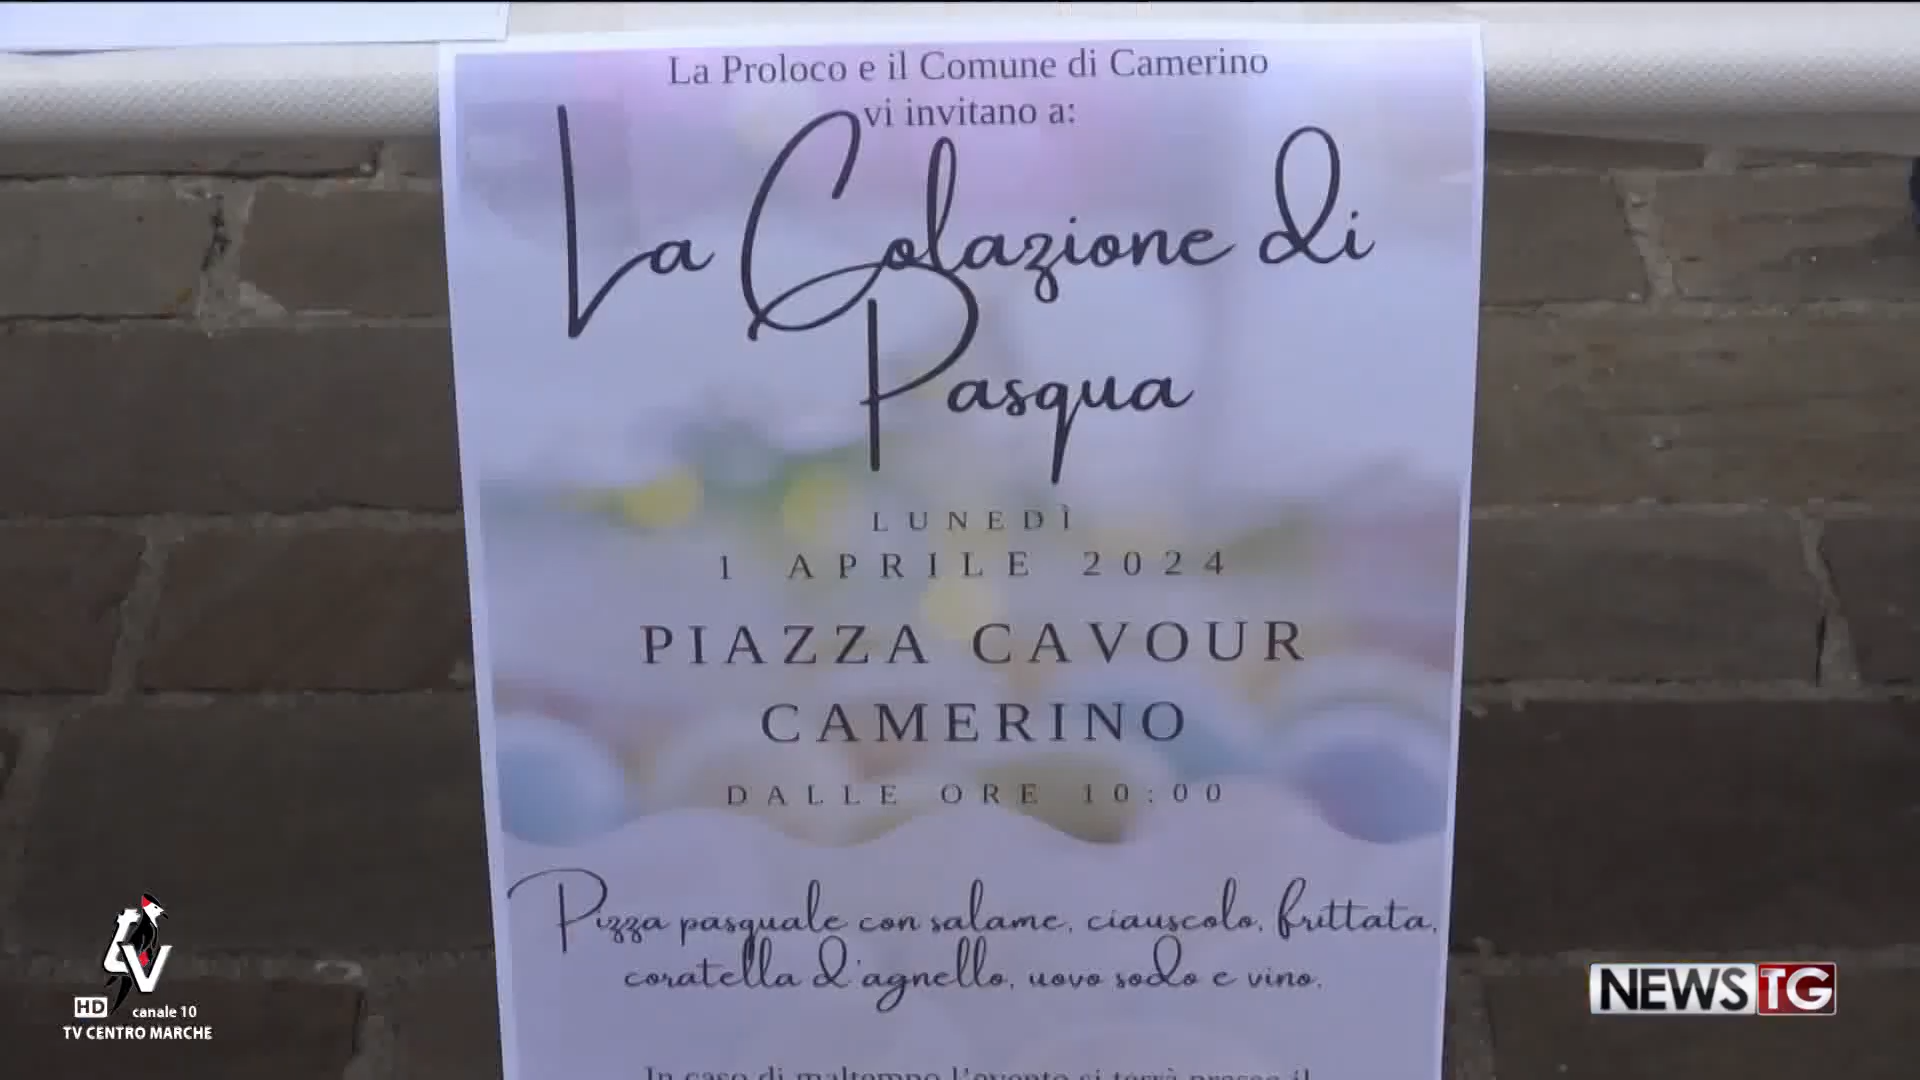 La Proloco e il Comune di Camerino
vi invitano a:
La Colazione di
Pasqua
LUNEDÌ
1 APRILE 2024
PIAZZA CAVOUR
CAMERINO
DALLE ORE 10:00
Pizza pasquale con salame, ciauscolo, frittata,
coratella d'agnello, uovo sodo e vino.
In caso di maltempo l'evento si terrà presso il
HD canale 10
TV CENTRO MARCHE
NEWS TG